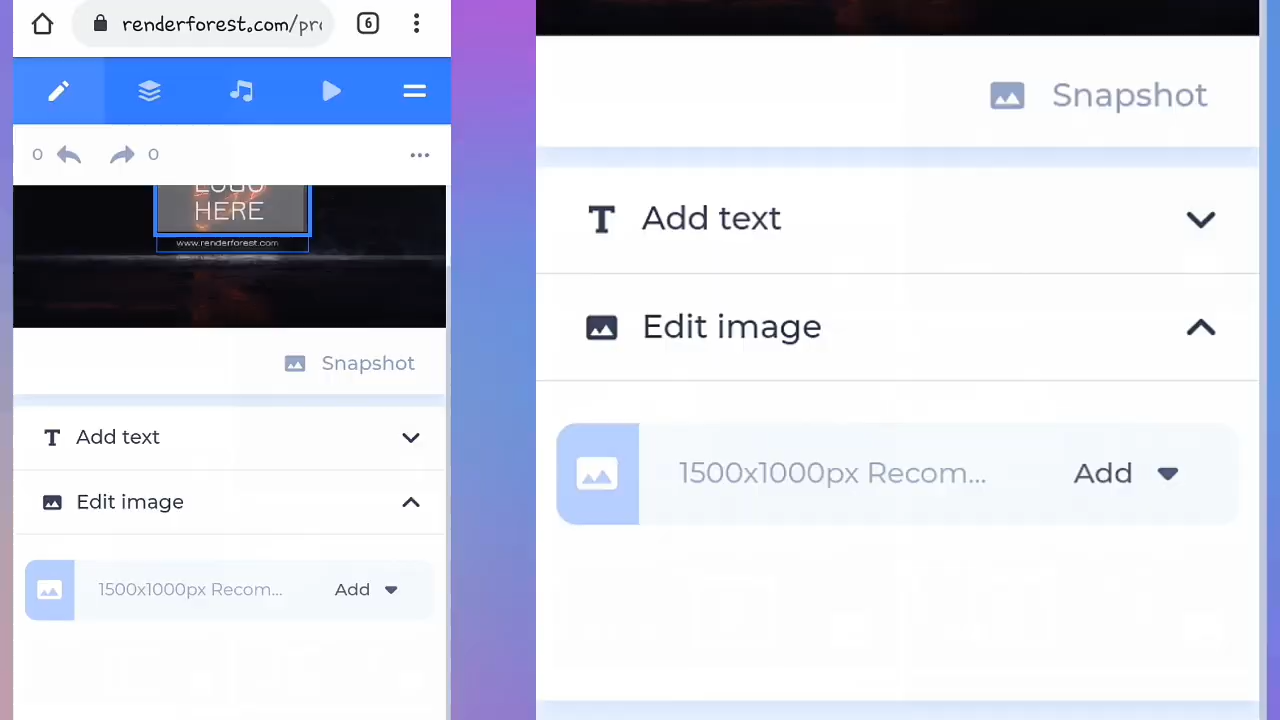 renderforest.com/pr
6
0
0
LOGO
HERE
www.renderforest.com
Snapshot
Add text
Edit image
1500x1000px Recom...
Add
Snapshot
Add text
Edit image
1500x1000px Recom...
Add